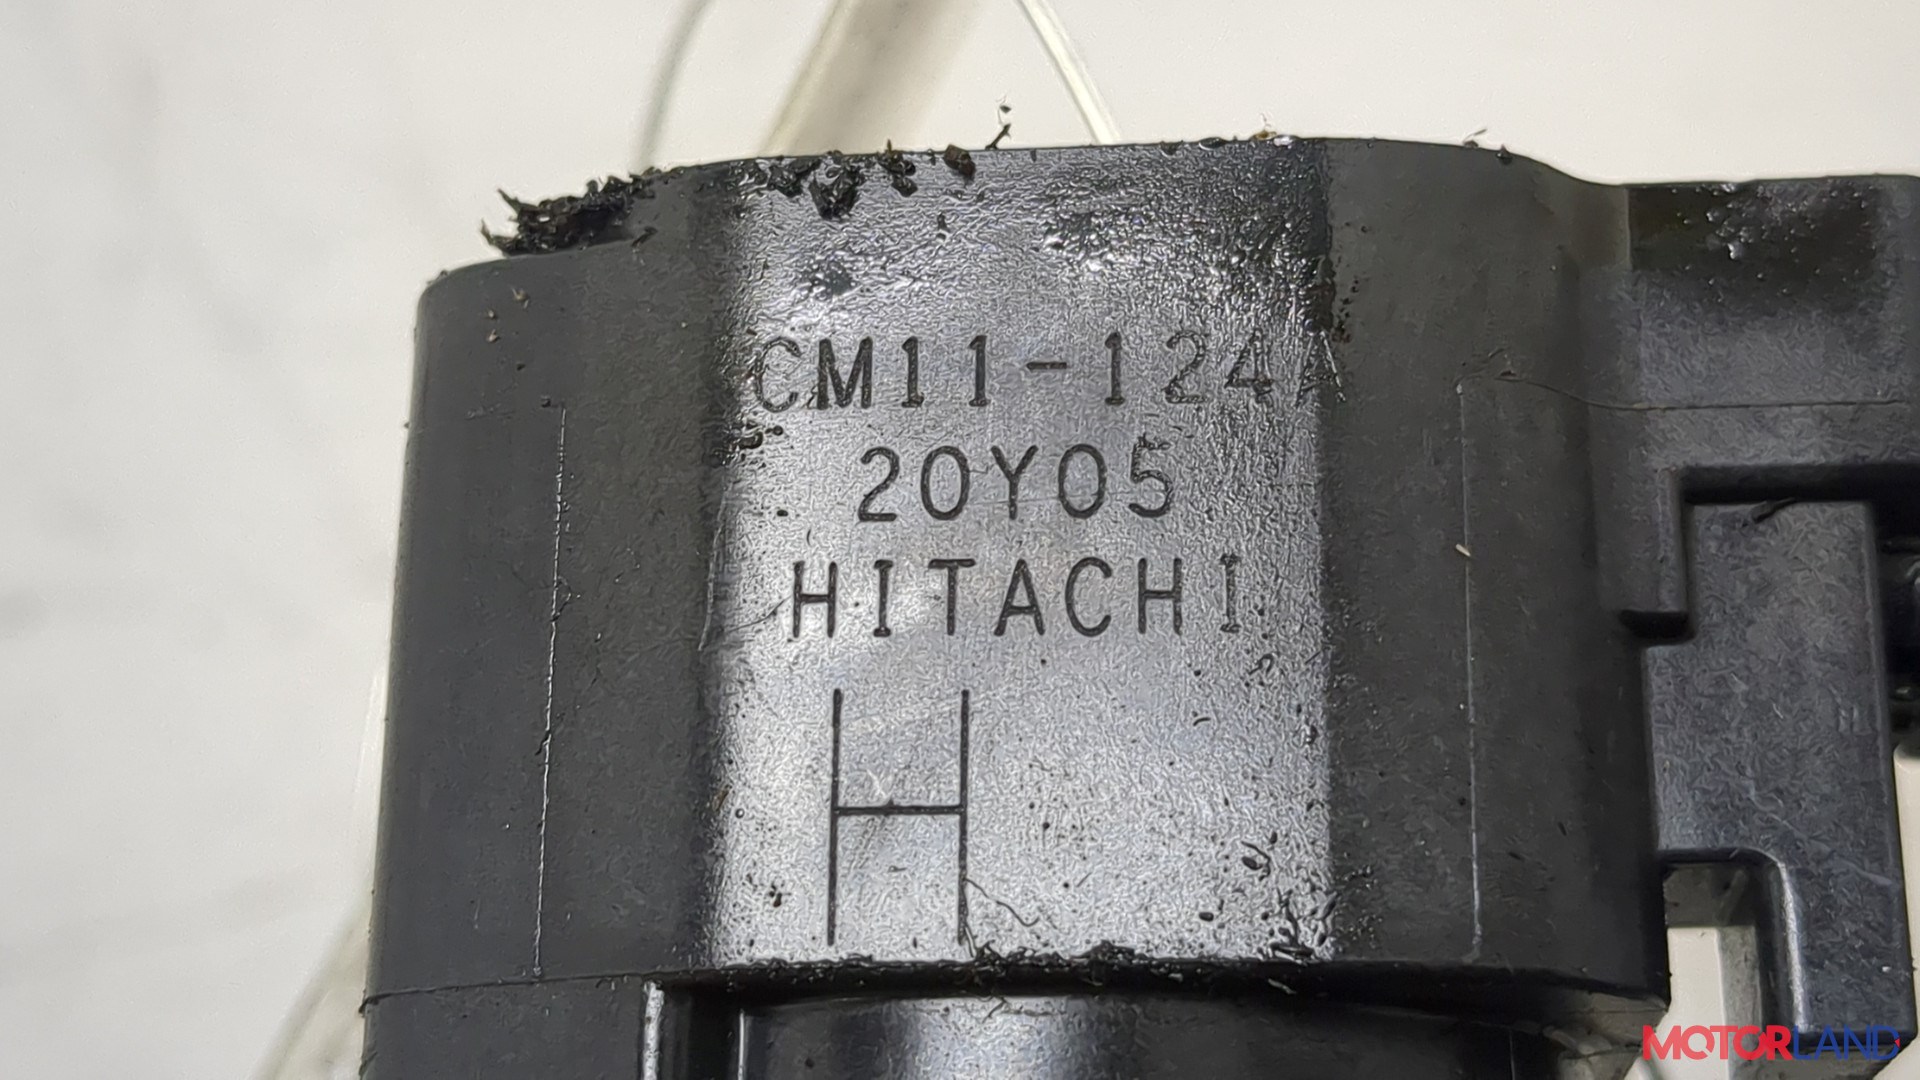 CM11-124A
20Y05
HITACHI
H
MOTORLAND